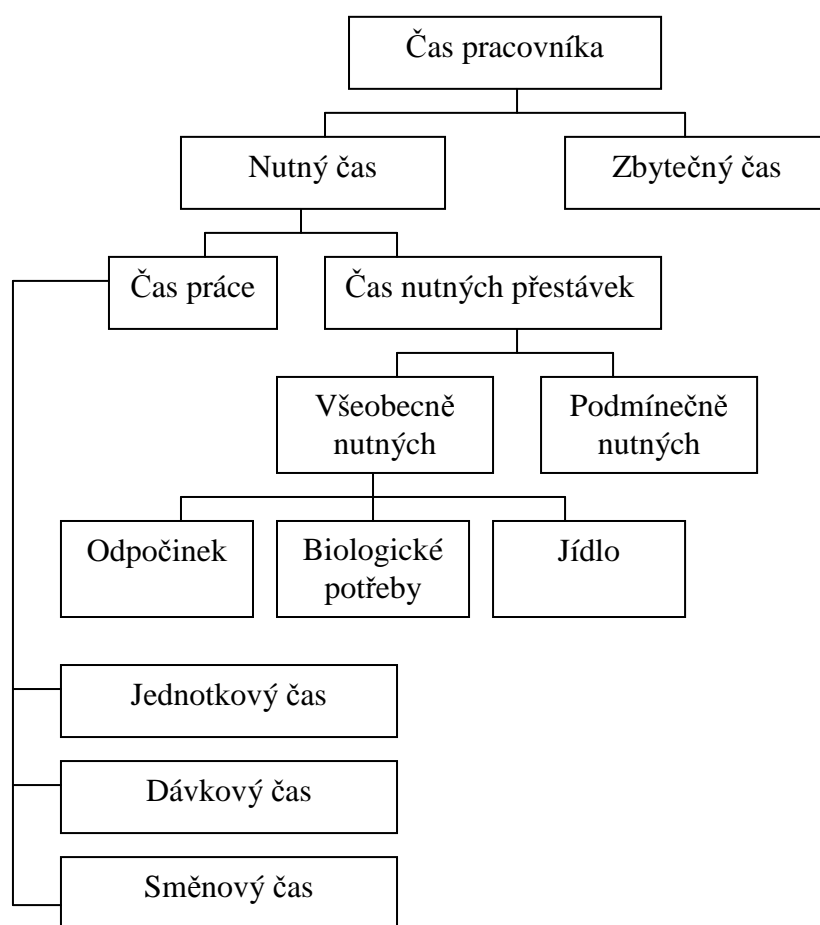 Čas pracovníka
Nutný čas
Zbytečný čas
Čas práce
Čas nutných přestávek
Všeobecně
nutných
Podmínečně
nutných
Odpočinek
Biologické
potřeby
Jídlo
Jednotkový čas
Dávkový čas
Směnový čas